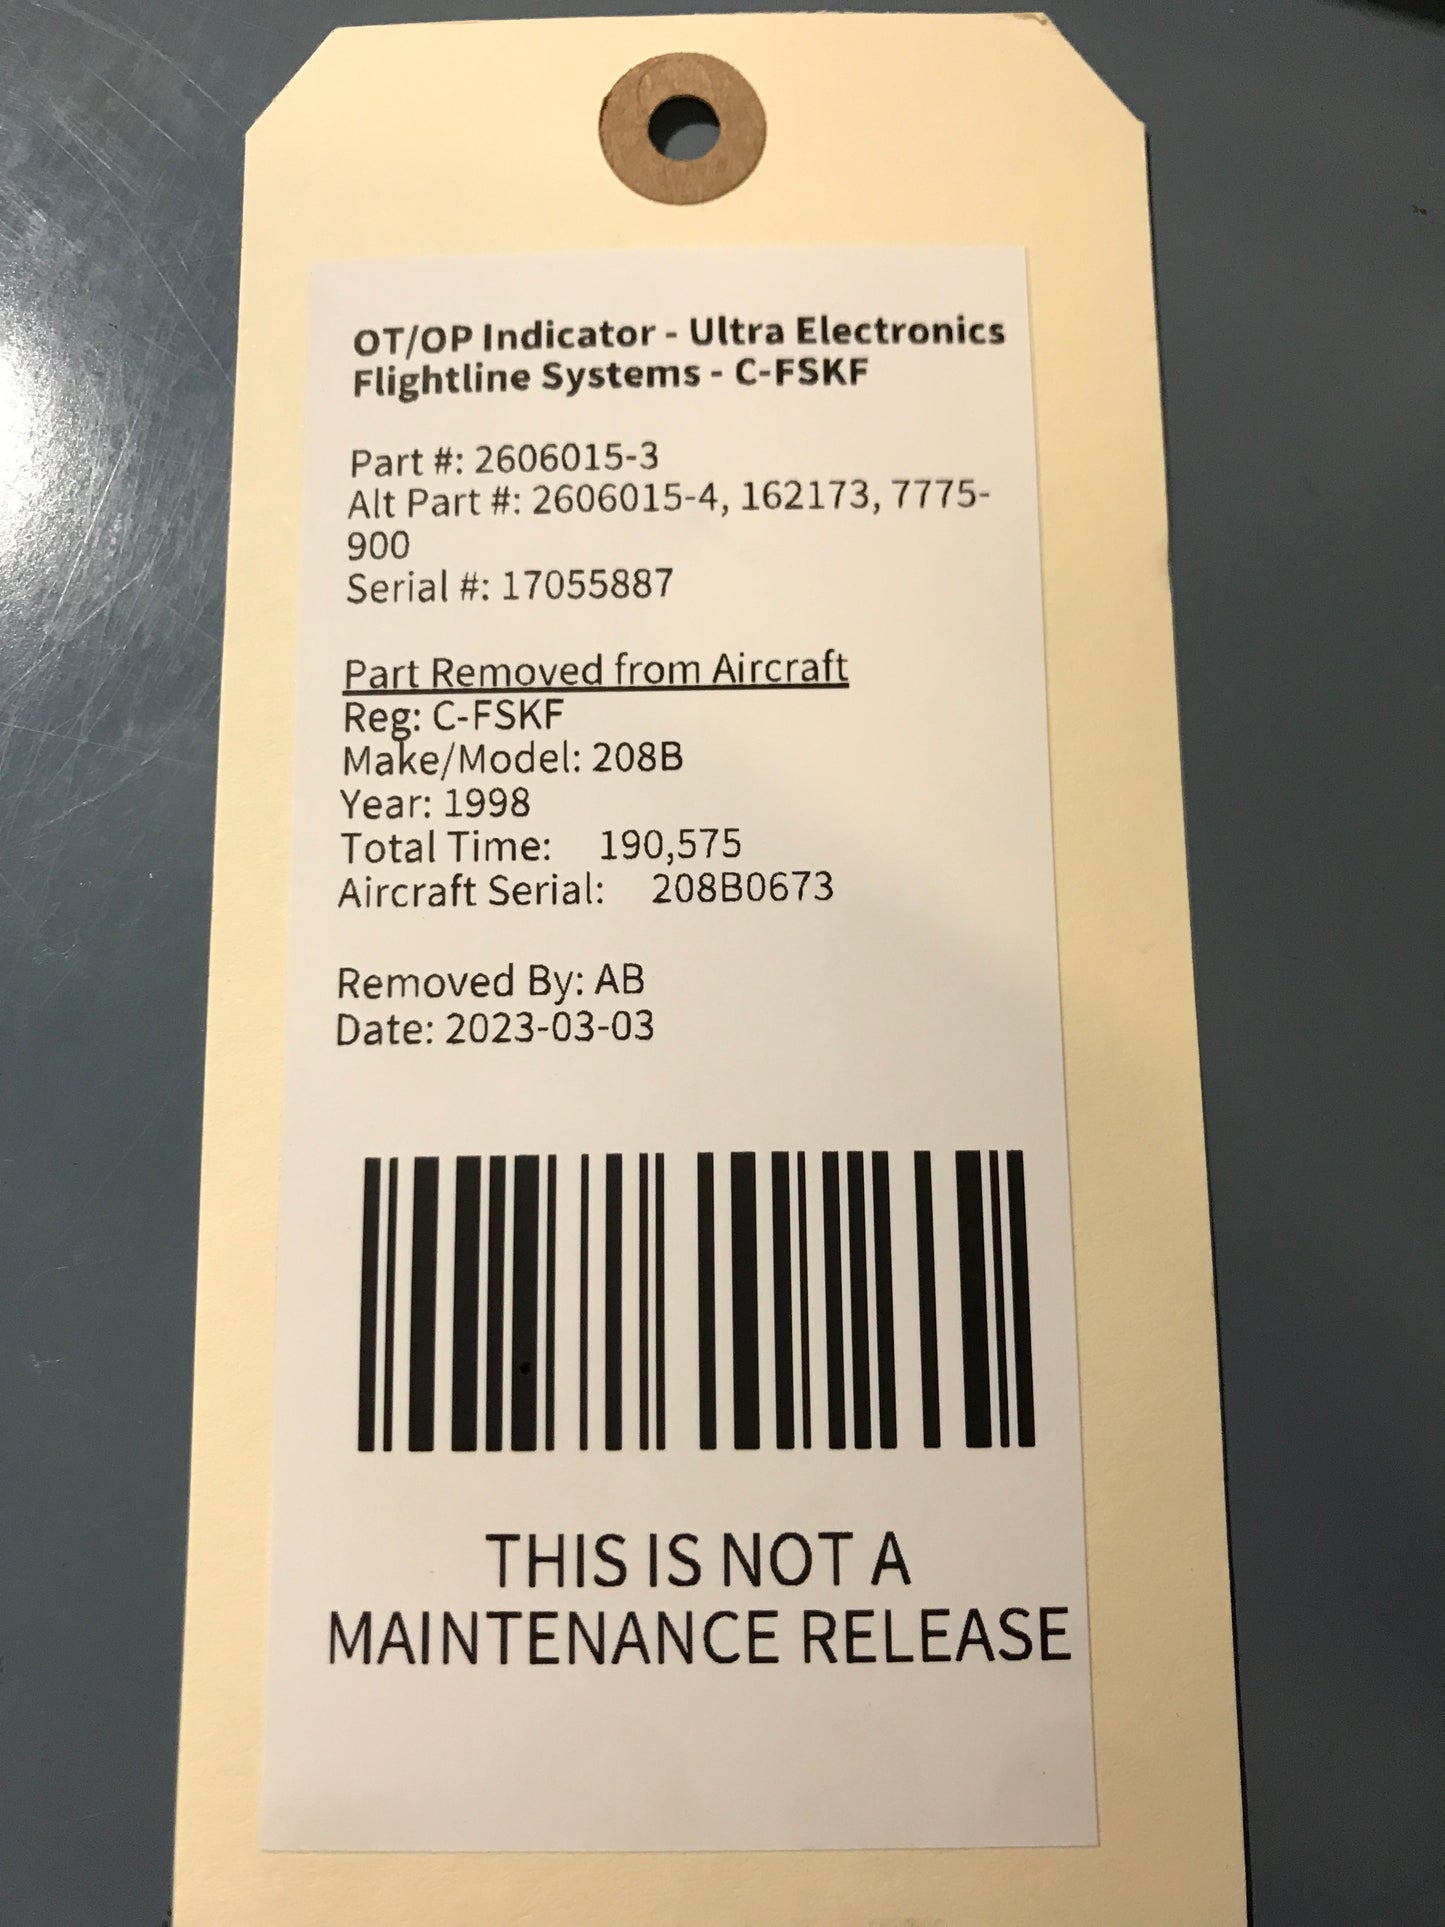 OT/OP Indicator - Ultra Electronics
Flightline Systems - C-FSKF
Part #: 2606015-3
Alt Part #: 2606015-4, 162173, 7775-
900
Serial #: 17055887
Part Removed from Aircraft
Reg: C-FSKF
Make/Model: 208B
Year: 1998
Total Time: 190,575
Aircraft Serial: 208B0673
Removed By: AB
Date: 2023-03-03
THIS IS NOT A
MAINTENANCE RELEASE